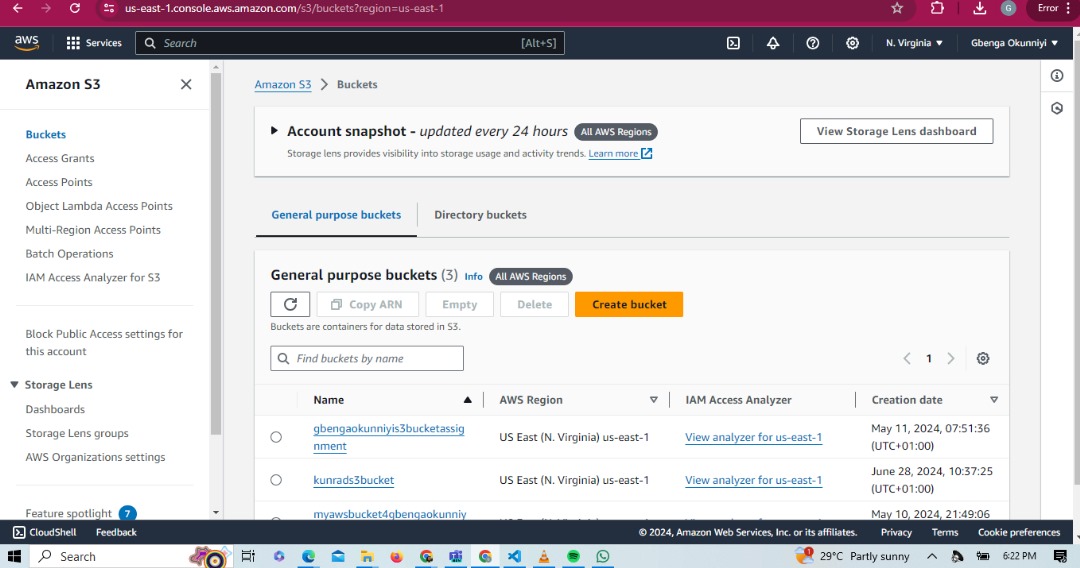 us-east-1.console.aws.amazon.com/s3/buckets?region=us-east-1
G
Error
aws
Services
Search
[Alt+S]
N. Virginia
Gbenga Okunniyi
Amazon S3
Buckets
Access Grants
Access Points
Object Lambda Access Points
Multi-Region Access Points
Batch Operations
IAM Access Analyzer for S3
Block Public Access settings for
this account
Storage Lens
Dashboards
Storage Lens groups
AWS Organizations settings
Feature spotlight 7
Amazon S3 > Buckets
Account snapshot - updated every 24 hours All AWS Regions
Storage lens provides visibility into storage usage and activity trends. Learn more
View Storage Lens dashboard
General purpose buckets
Directory buckets
General purpose buckets (3) Info All AWS Regions
Copy ARN
Empty
Delete
Create bucket
Buckets are containers for data stored in S3.
Find buckets by name
1
Name
AWS Region
IAM Access Analyzer
Creation date
gbengaokunniyis3bucketassig
nment
US East (N. Virginia) us-east-1
View analyzer for us-east-1
May 11, 2024, 07:51:36
(UTC+01:00)
kunrads3bucket
US East (N. Virginia) us-east-1
View analyzer for us-east-1
June 28, 2024, 10:37:25
(UTC+01:00)
myawsbucket4gbengaokunniy
May 10, 2024, 21:49:06
CloudShell
Feedback
© 2024, Amazon Web Services, Inc. or its affiliates.
Privacy
Terms
Cookie preferences
Search
1
29°C Partly sunny
6:22 PM